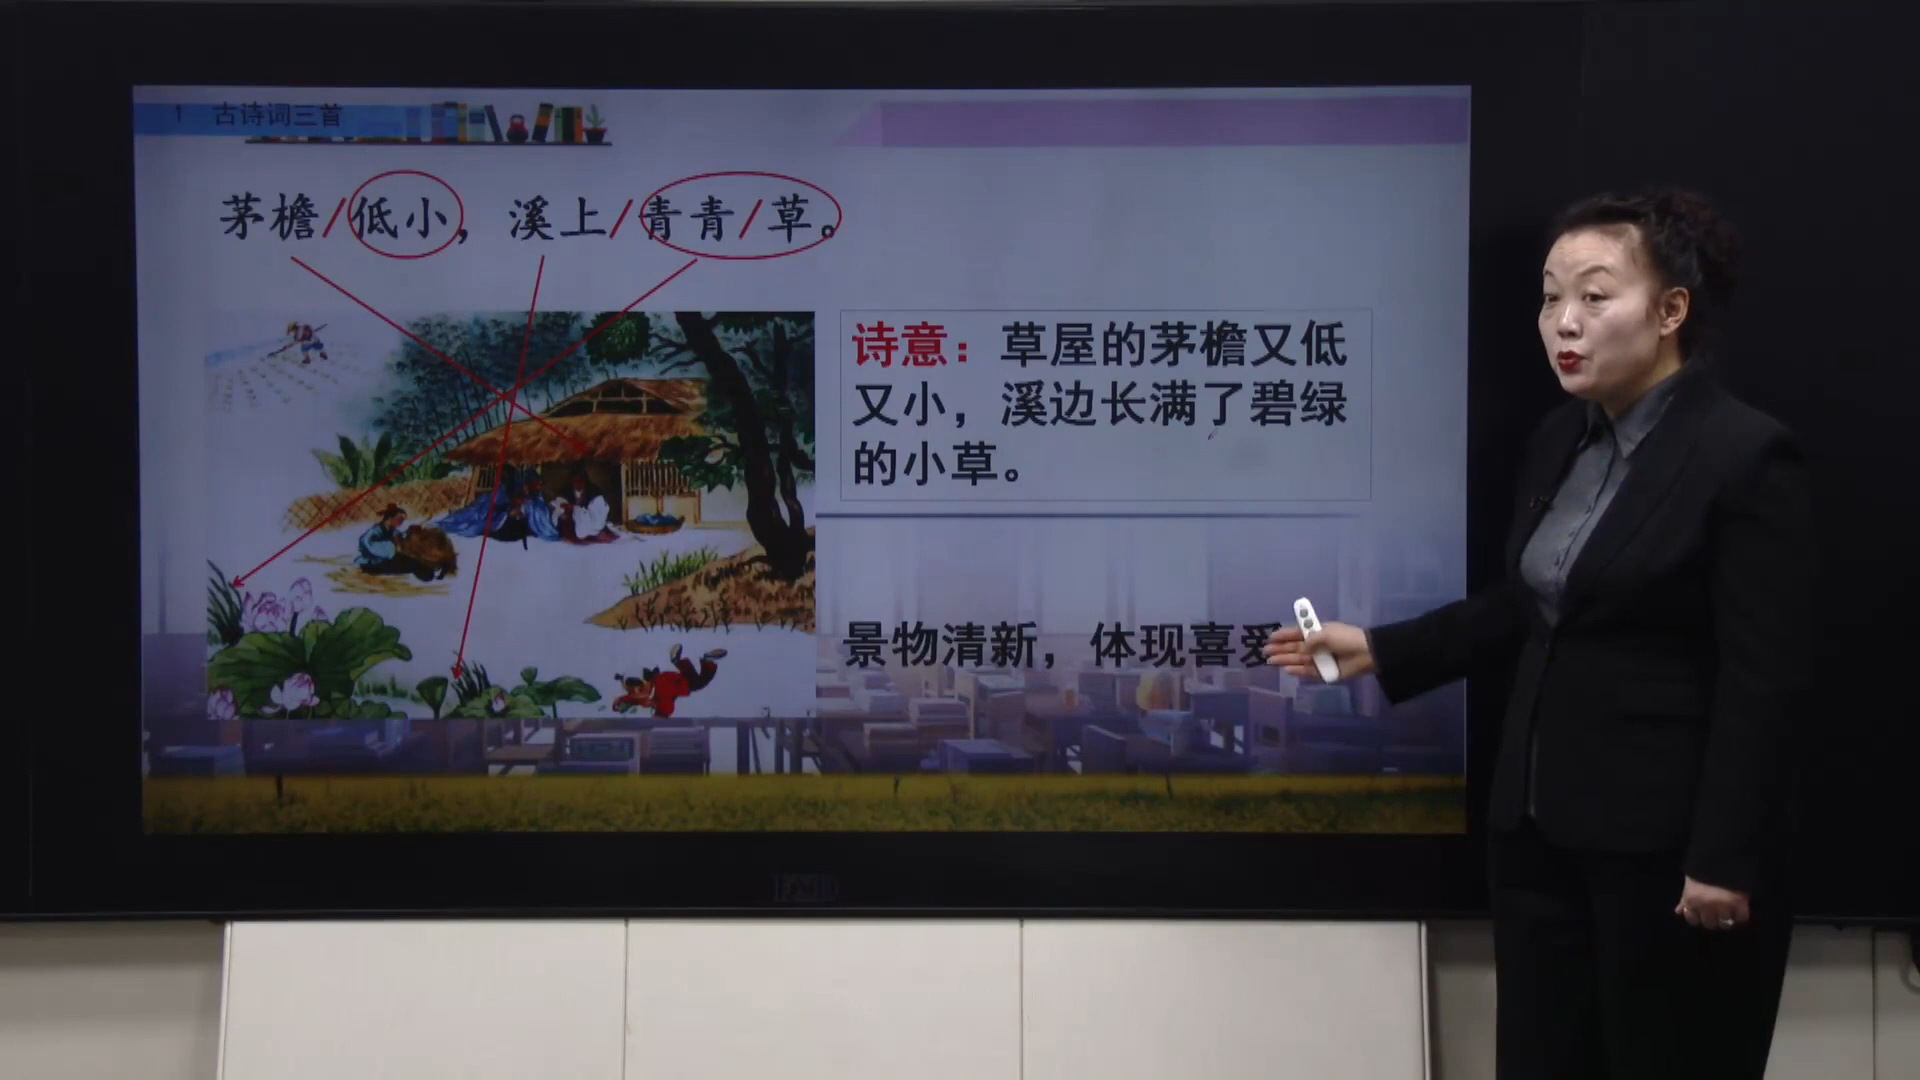 1 古诗词三首
茅檐/低小，溪上/青青/草。
诗意：草屋的茅檐又低
又小，溪边长满了碧绿
的小草。
景物清新，体现喜爱